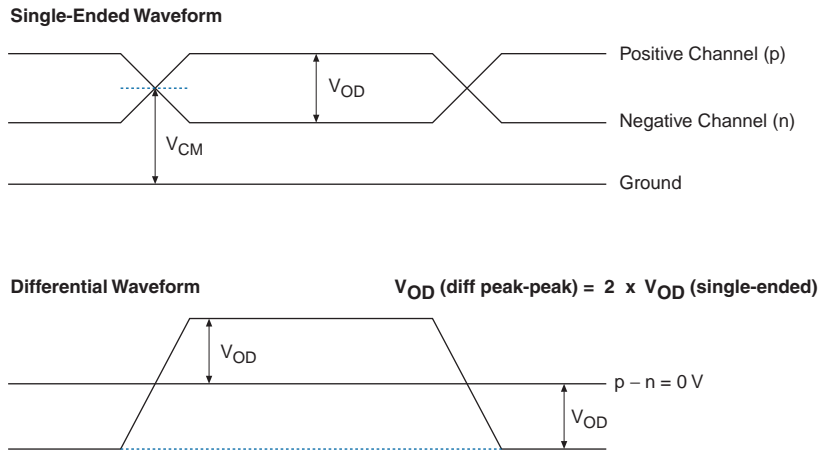 Single-Ended Waveform
Positive Channel (p)
VOD
Negative Channel (n)
VCM
Ground
Differential Waveform
VOD (diff peak-peak) = 2 x VOD (single-ended)
VOD
p – n = 0 V
VOD